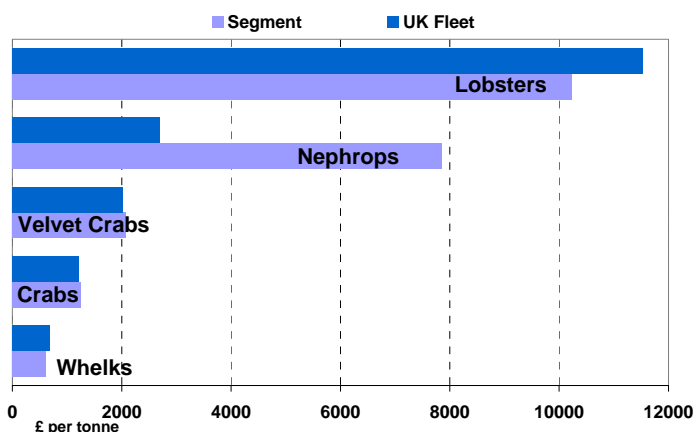 Segment UK Fleet
Lobsters
Nephrops
Velvet Crabs
Crabs
Whelks
0 2000 4000 6000 8000 10000 12000
£ per tonne